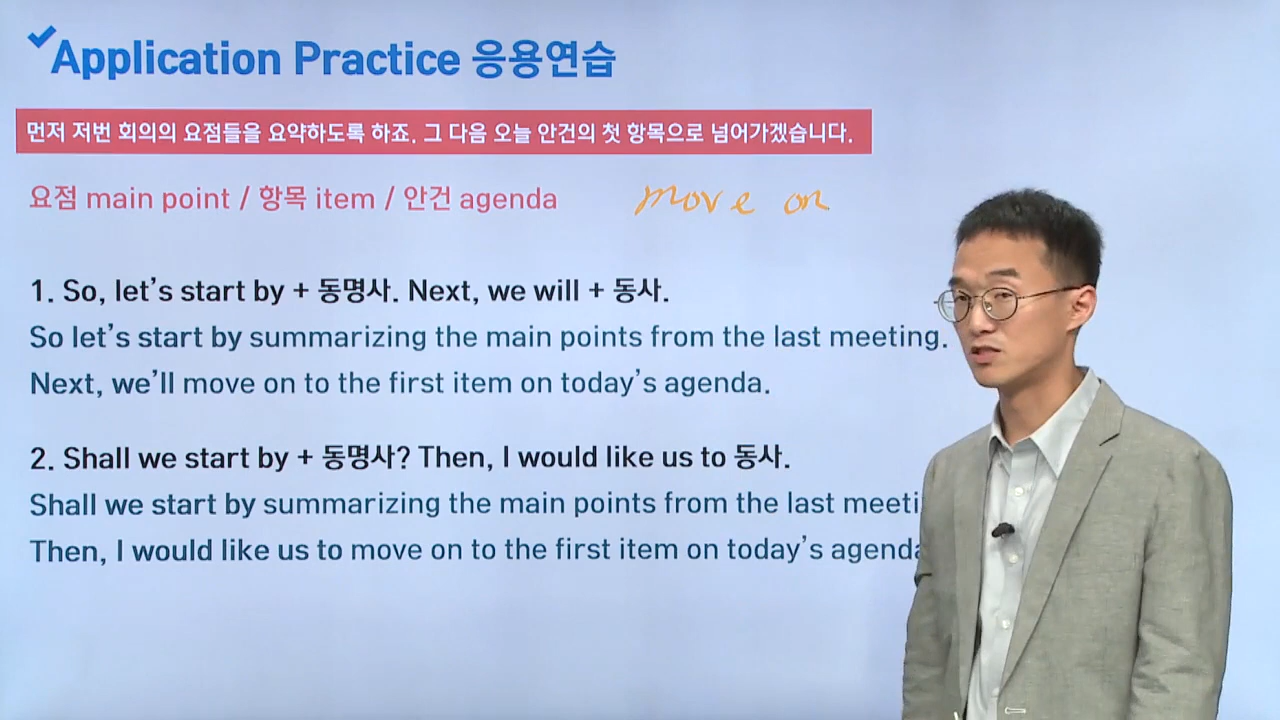 Application Practice 응용연습
먼저 저번 회의의 요점들을 요약하도록 하죠. 그 다음 오늘 안건의 첫 항목으로 넘어가겠습니다.
요점 main point / 항목 item / 안건 agenda
move on
1. So, let's start by + 동명사. Next, we will + 동사.
So let's start by summarizing the main points from the last meeting.
Next, we'll move on to the first item on today's agenda.
2. Shall we start by + 동명사? Then, I would like us to 동사.
Shall we start by summarizing the main points from the last
Then, I would like us to move on to the first item on today's